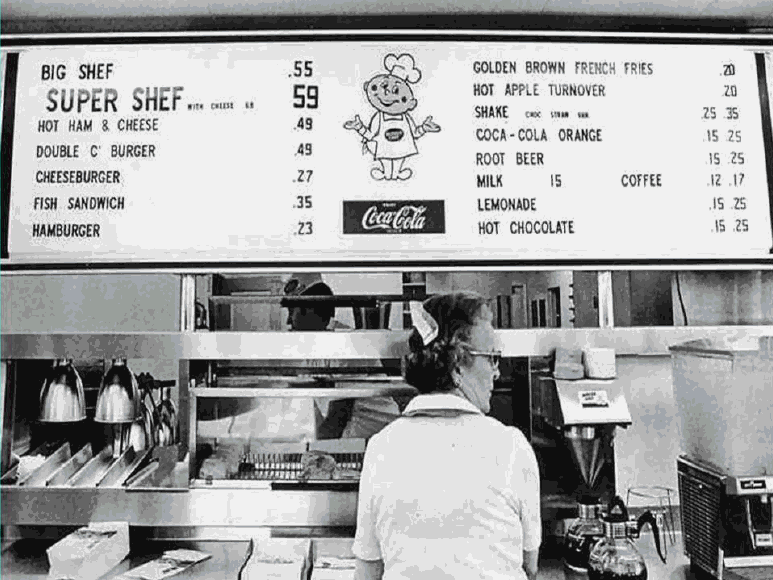 BIG SHEF .55
SUPER SHEF WITH CHEESE 69 59
HOT HAM & CHEESE .49
DOUBLE C' BURGER .49
CHEESEBURGER .27
FISH SANDWICH .35
HAMBURGER .23
Coca-Cola
GOLDEN BROWN FRENCH FRIES .20
HOT APPLE TURNOVER .20
SHAKE CHOC STRAW VAN .25 .35
COCA-COLA ORANGE .15 .25
ROOT BEER .15 .25
MILK 15 COFFEE .12 .17
LEMONADE .15 .25
HOT CHOCOLATE .15 .25